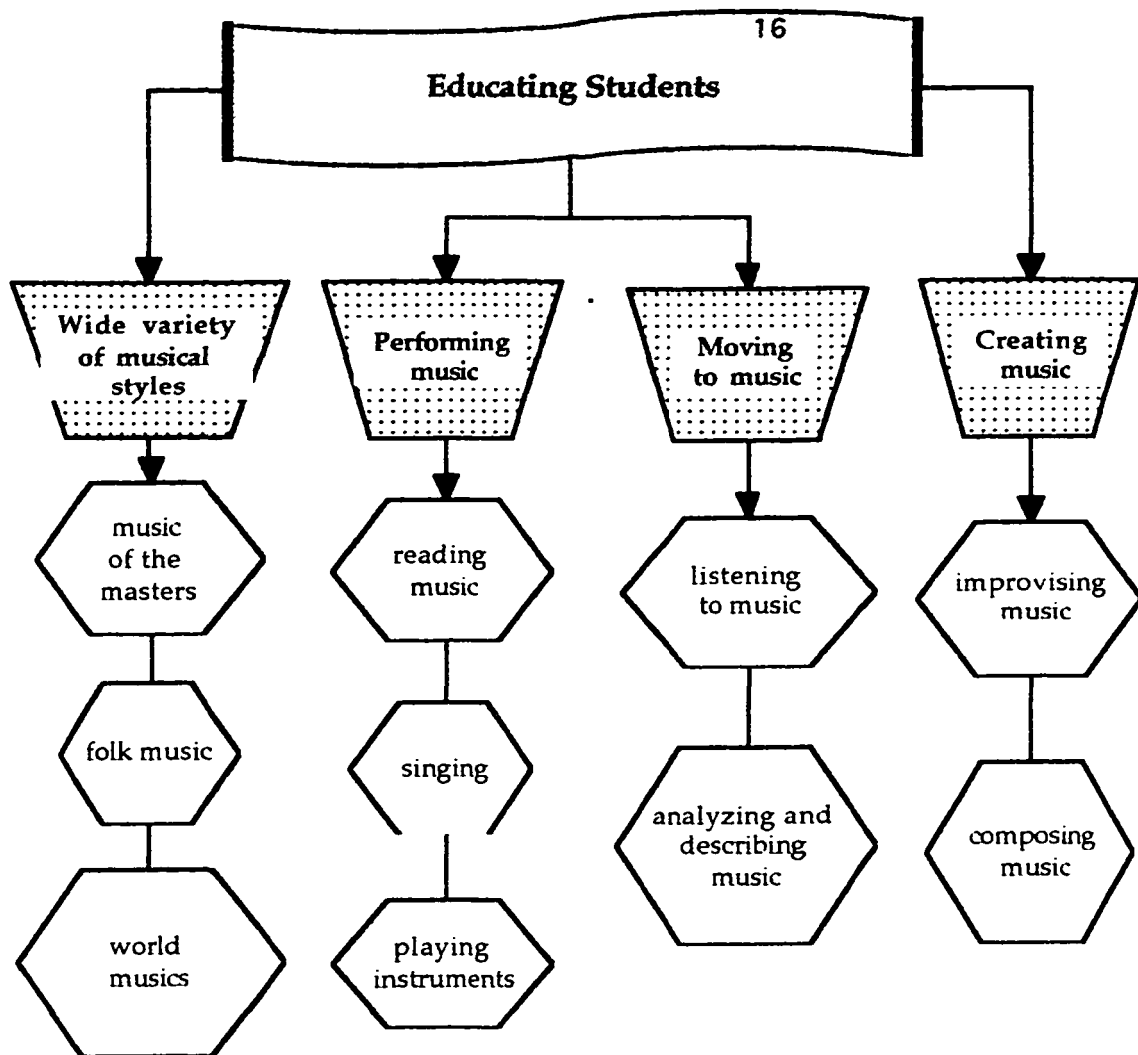 16
Educating Students
Wide variety
of musical
styles
Performing
music
Moving
to music
Creating
music
music
of the
masters
reading
music
listening
to music
improvising
music
folk music
singing
analyzing and
describing
music
composing
music
world
musics
playing
instruments